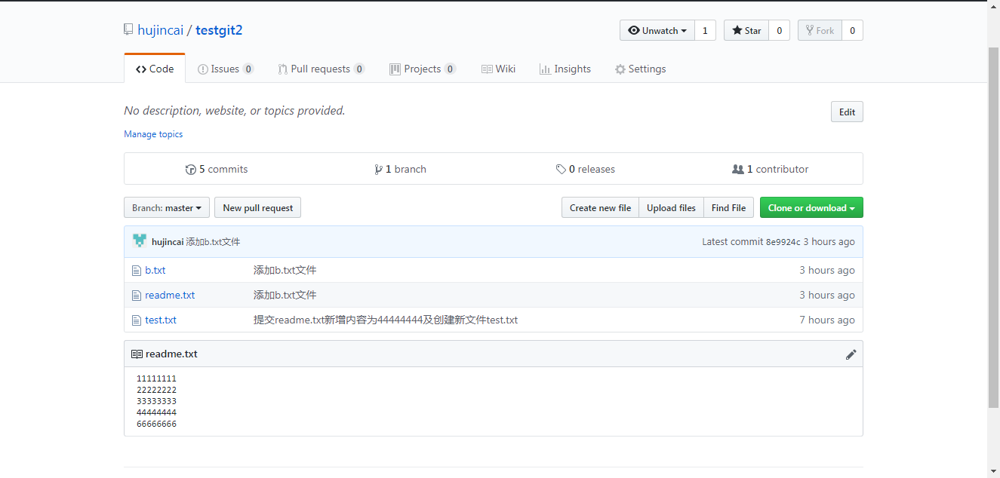 hujincai / testgit2
Unwatch 1 Star 0 Fork 0
Code Issues 0 Pull requests 0 Projects 0 Wiki Insights Settings
No description, website, or topics provided. Edit
Manage topics
5 commits 1 branch 0 releases 1 contributor
Branch: master New pull request Create new file Upload files Find File Clone or download
hujincai 添加b.txt文件 Latest commit 8e9924c 3 hours ago
b.txt 添加b.txt文件 3 hours ago
readme.txt 添加b.txt文件 3 hours ago
test.txt 提交readme.txt新增内容为44444444及创建新文件test.txt 7 hours ago
readme.txt
11111111
22222222
33333333
44444444
66666666